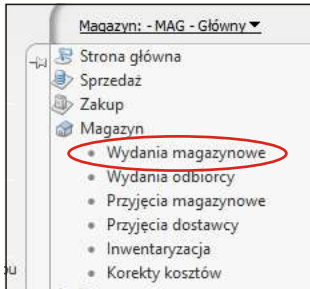 Magazyn: - MAG - Główny
Strona główna
Sprzedaż
Zakup
Magazyn
Wydania magazynowe
Wydania odbiorcy
Przyjęcia magazynowe
Przyjęcia dostawcy
Inwentaryzacja
Korekty kosztów